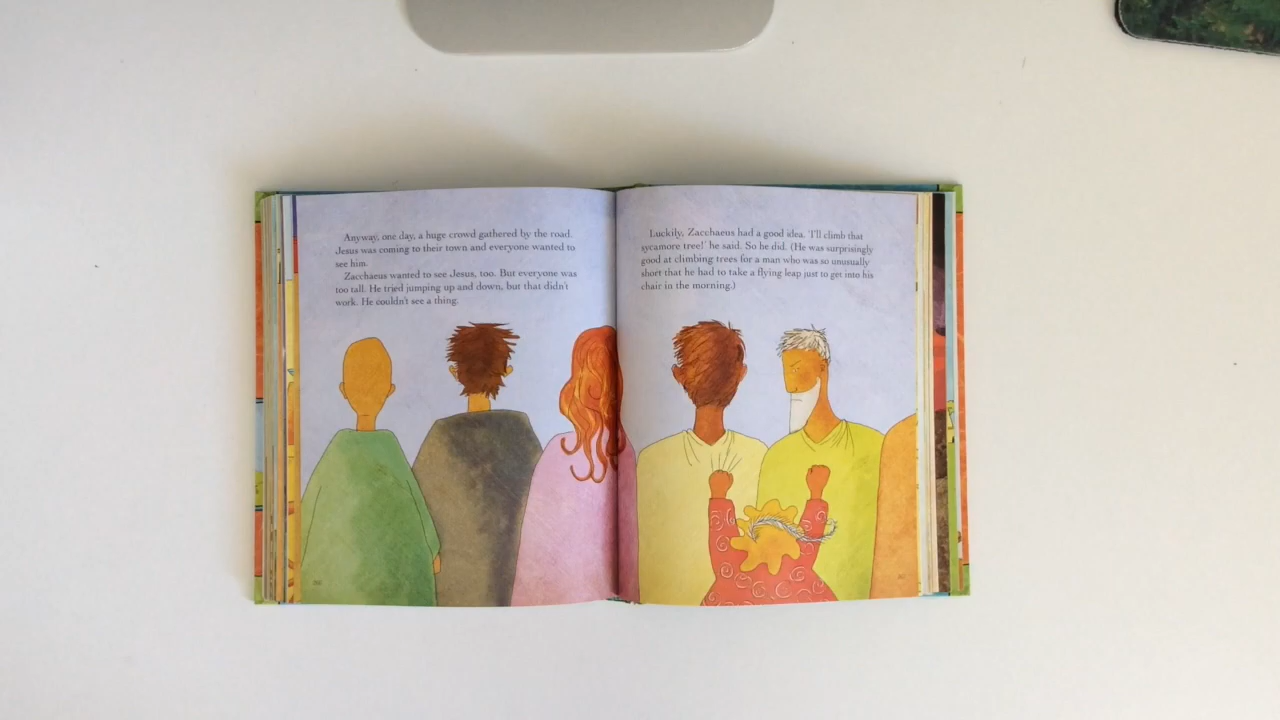 Anyway, one day, a huge crowd gathered by the road.
Jesus was coming to their town and everyone wanted to
see him.
Zacchaeus wanted to see Jesus, too. But everyone was
too tall. He tried jumping up and down, but that didn't
work. He couldn't see a thing.
Luckily, Zacchaeus had a good idea. 'I'll climb that
sycamore tree!' he said. So he did. (He was surprisingly
good at climbing trees for a man who was so unusually
short that he had to take a flying leap just to get into his
chair in the morning.)